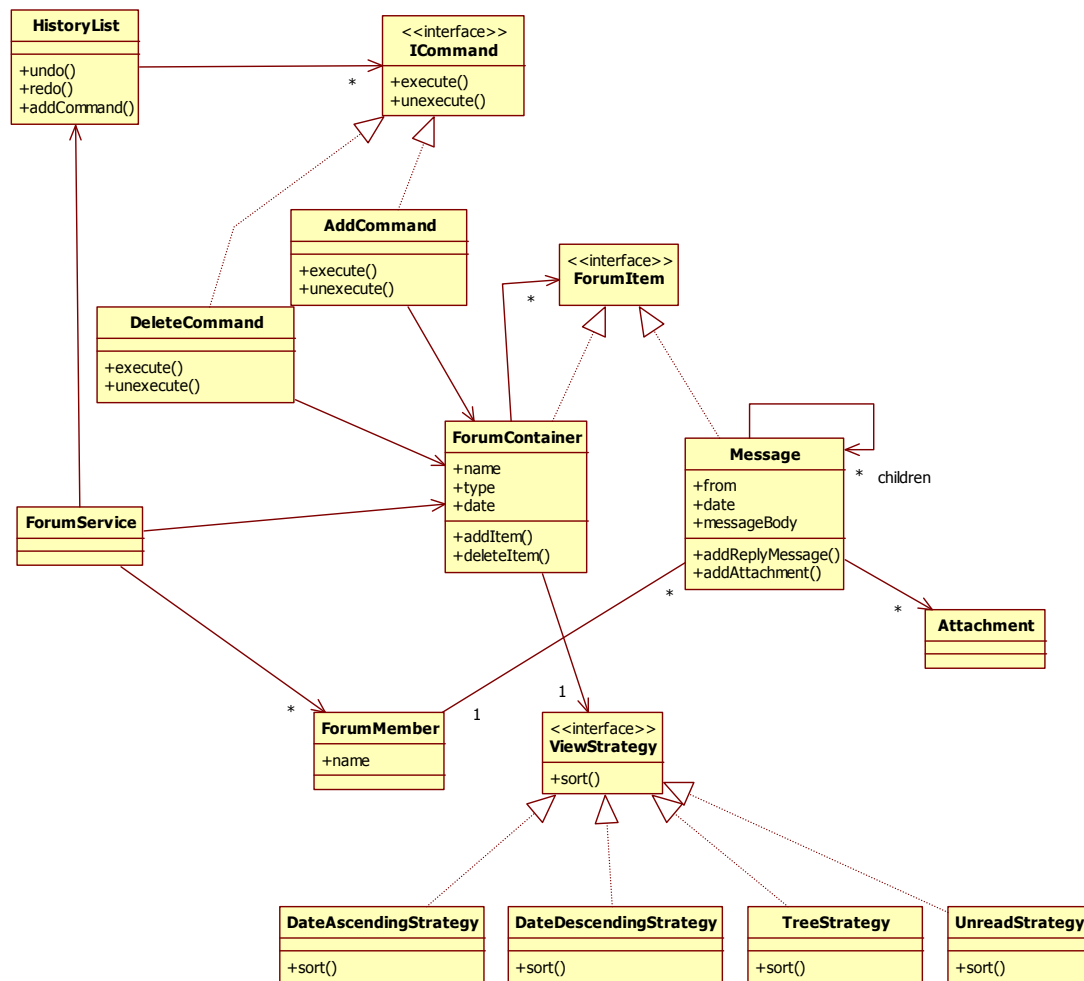 HistoryList
+undo()
+redo()
+addCommand()
<<interface>>
ICommand
+execute()
+unexecute()
*
AddCommand
+execute()
+unexecute()
<<interface>>
ForumItem
*
DeleteCommand
+execute()
+unexecute()
ForumContainer
+name
+type
+date
+addItem()
+deleteItem()
Message
+from
+date
+messageBody
+addReplyMessage()
+addAttachment()
* children
ForumService
*
*
Attachment
*
ForumMember
+name
1
1
<<interface>>
ViewStrategy
+sort()
DateAscendingStrategy
+sort()
DateDescendingStrategy
+sort()
TreeStrategy
+sort()
UnreadStrategy
+sort()